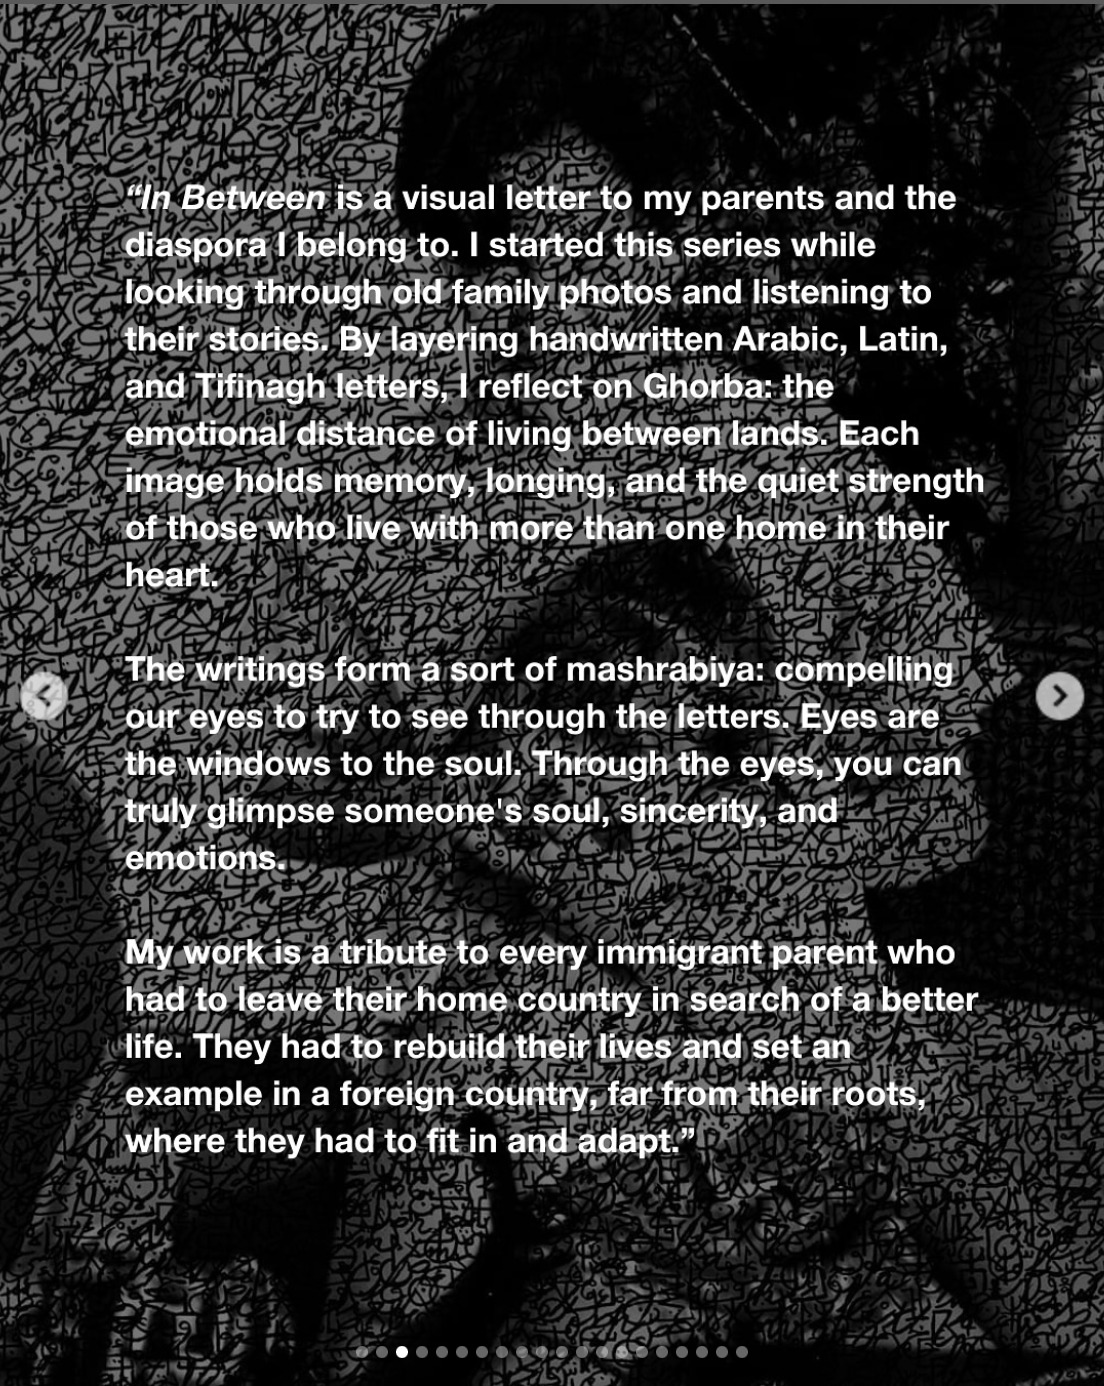 “In Between is a visual letter to my parents and the
diaspora I belong to. I started this series while
looking through old family photos and listening to
their stories. By layering handwritten Arabic, Latin,
and Tifinagh letters, I reflect on Ghorba: the
emotional distance of living between lands. Each
image holds memory, longing, and the quiet strength
of those who live with more than one home in their
heart.
The writings form a sort of mashrabiya: compelling
our eyes to try to see through the letters. Eyes are
the windows to the soul. Through the eyes, you can
truly glimpse someone's soul, sincerity, and
emotions.
My work is a tribute to every immigrant parent who
had to leave their home country in search of a better
life. They had to rebuild their lives and set an
example in a foreign country, far from their roots,
where they had to fit in and adapt.”